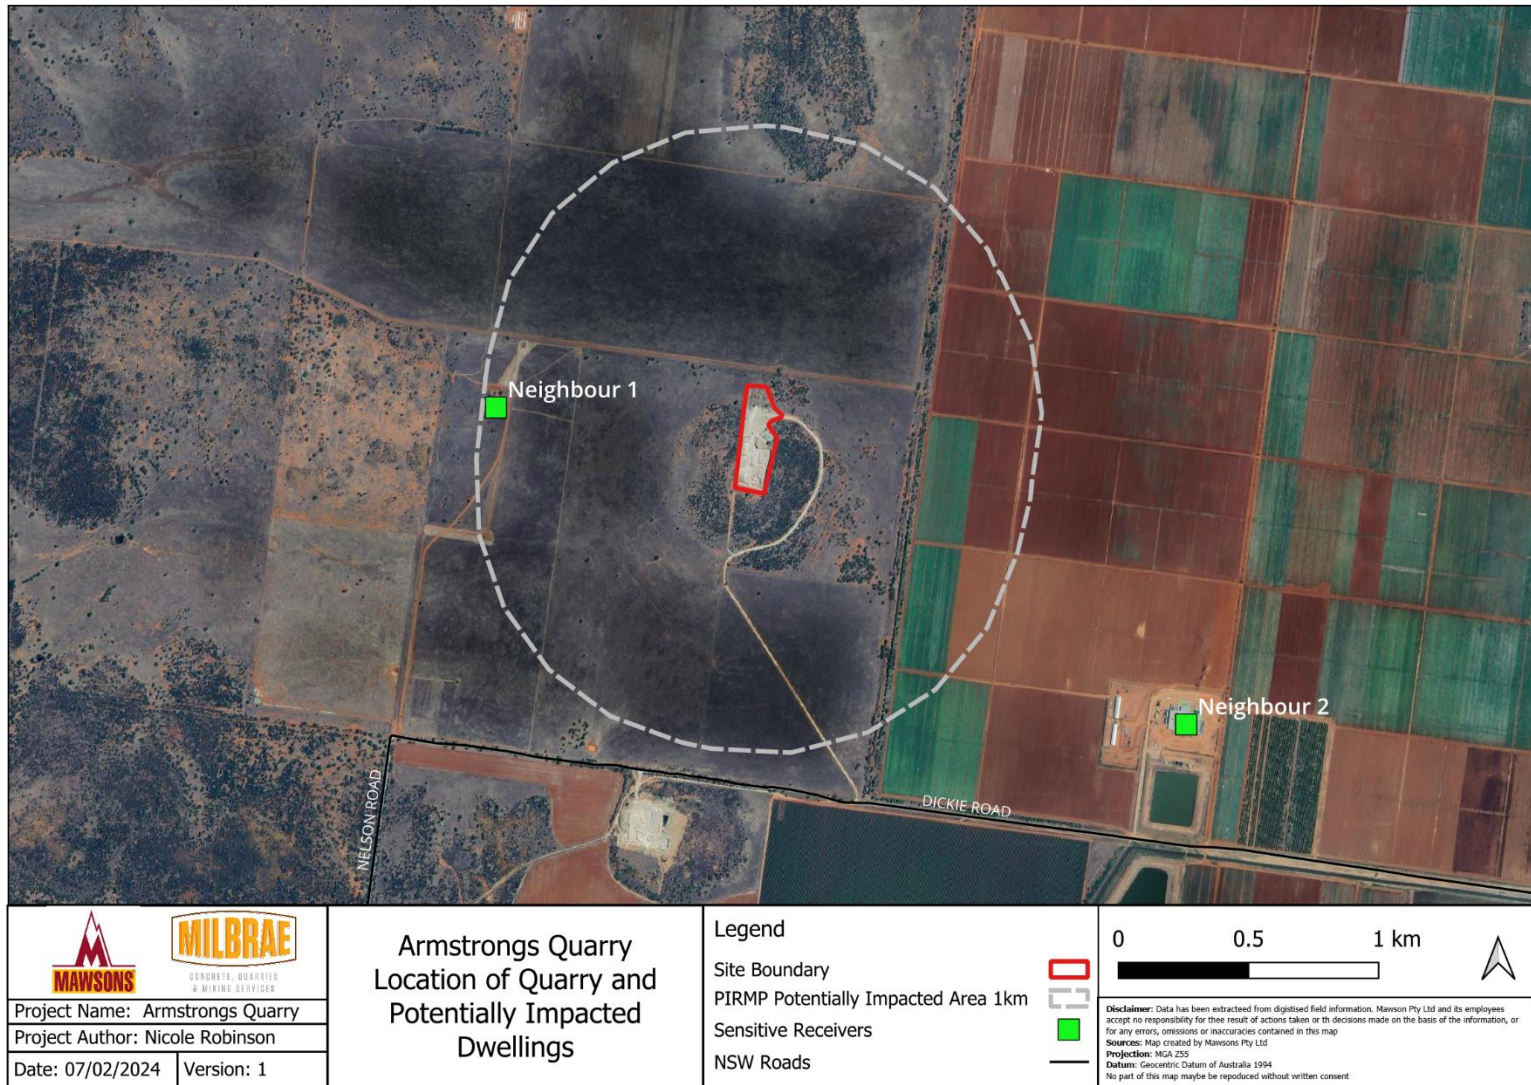 Neighbour 1
Neighbour 2
NELSON ROAD
DICKIE ROAD
MAWSONS
MILBRAE
CONCRETE, QUARRIES
& MINING SERVICES
Project Name: Armstrongs Quarry
Project Author: Nicole Robinson
Date: 07/02/2024
Version: 1
Armstrongs Quarry
Location of Quarry and
Potentially Impacted
Dwellings
Legend
Site Boundary
PIRMP Potentially Impacted Area 1km
Sensitive Receivers
NSW Roads
0 0.5 1 km
Disclaimer: Data has been extracteed from digistised field information. Mawson Pty Ltd and its employees
accept no responsibility for thee result of actions taken or th decisions made on the basis of the information, or
for any errors, omissions or inaccuracies contained in this map
Sources: Map created by Mawsons Pty Ltd
Projection: MGA Z55
Datum: Geocentric Datum of Australia 1994
No part of this map maybe be reproduced without written consent